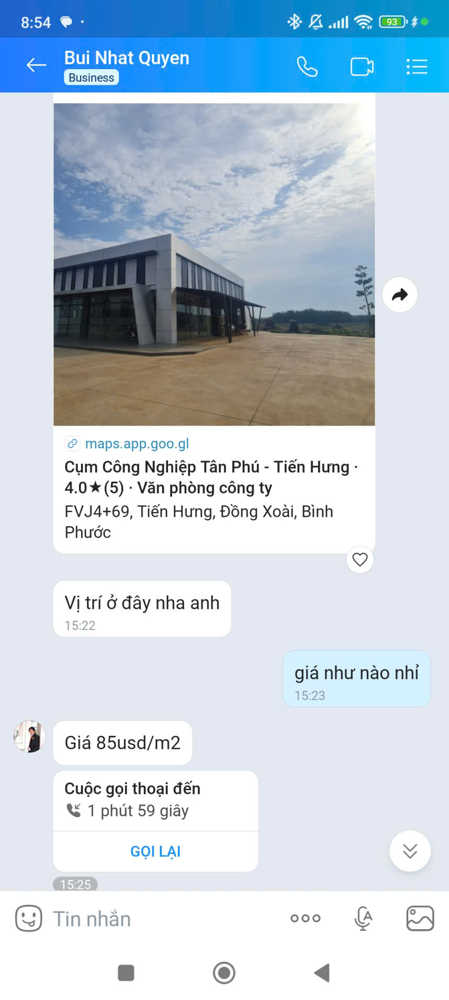 8:54
93
Bui Nhat Quyen
Business
maps.app.goo.gl
Cụm Công Nghiệp Tân Phú - Tiến Hưng ·
4.0★(5) · Văn phòng công ty
FVJ4+69, Tiến Hưng, Đồng Xoài, Bình
Phước
Vị trí ở đây nha anh
15:22
giá như nào nhỉ
15:23
Giá 85usd/m2
Cuộc gọi thoại đến
1 phút 59 giây
GỌI LẠI
15:25
Tin nhắn